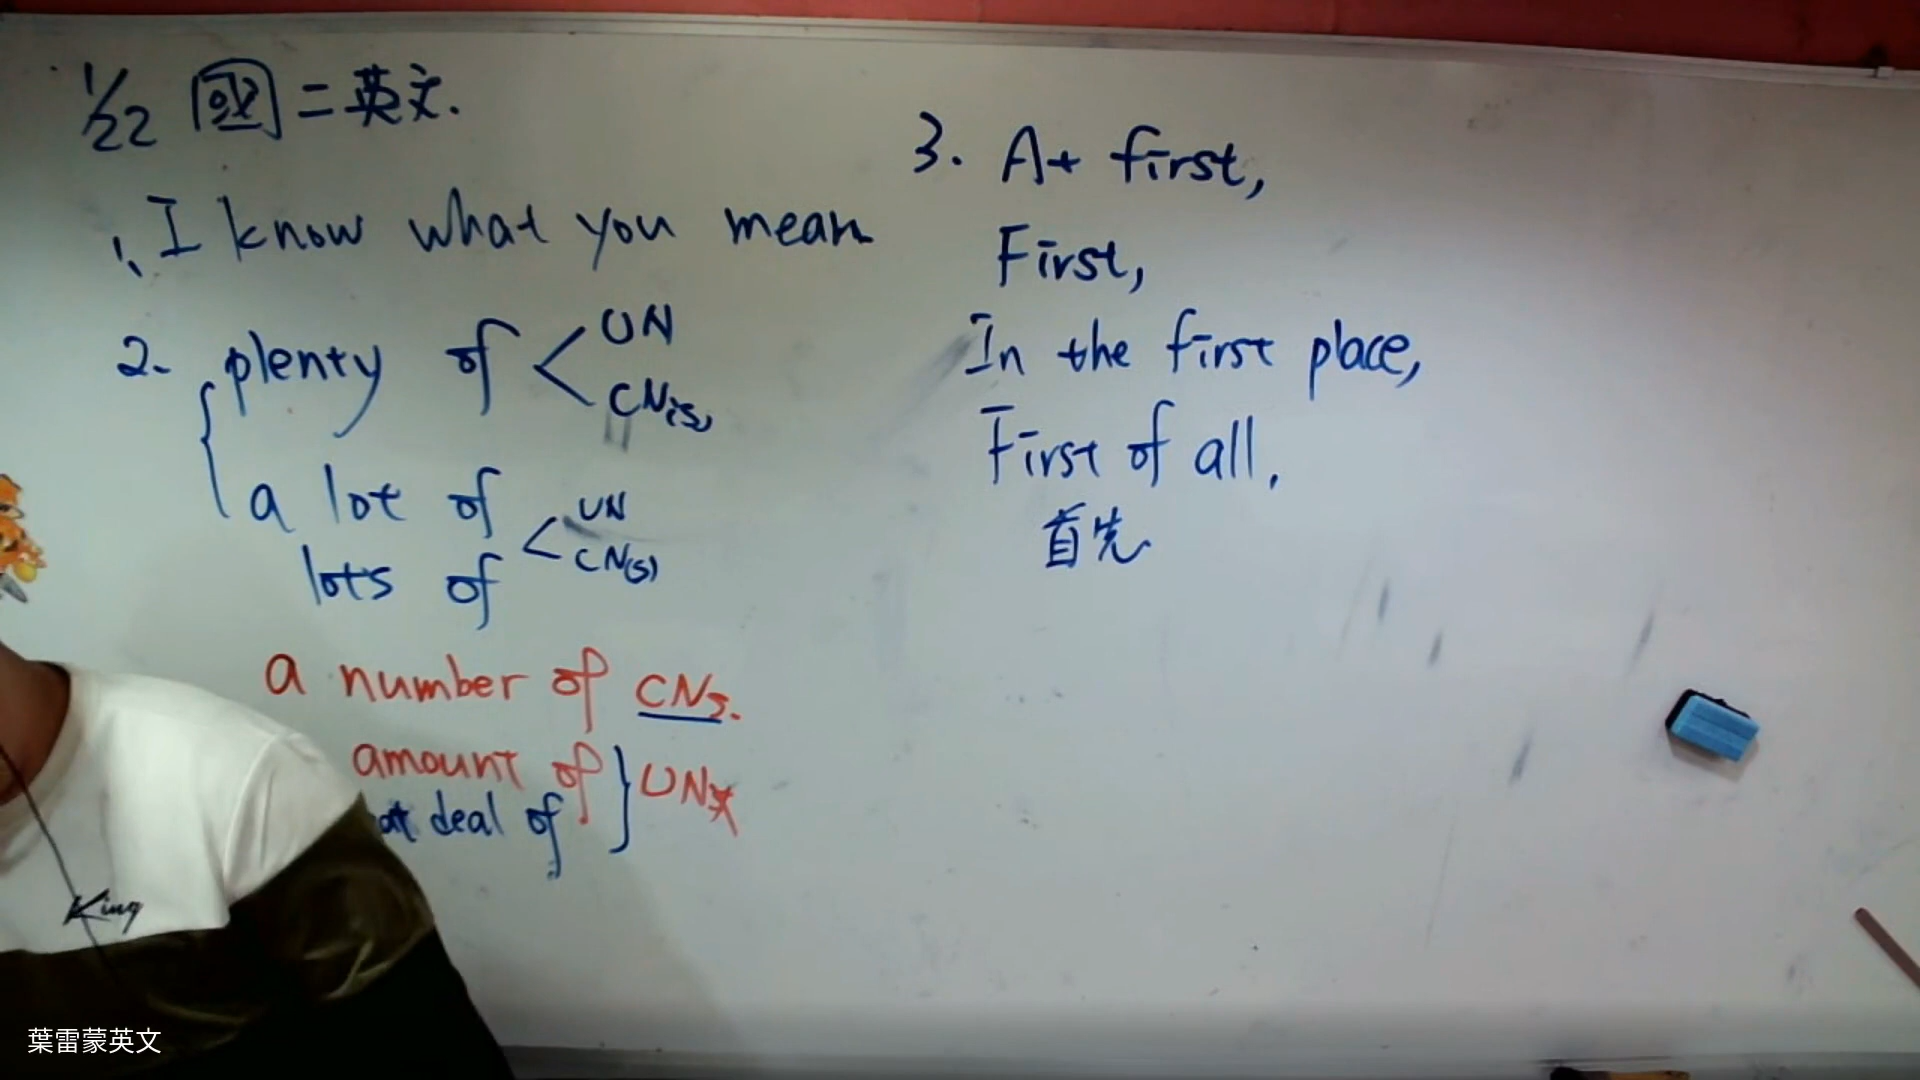 1/22 國二英文.
1、I know what you mean
2. plenty of < UN
CN(s)
a lot of
lots of < UN
CN(s)
a number of CNs.
amount of } UN
deal of
3. At first,
First,
In the first place,
First of all,
首先
King
葉雷蒙英文